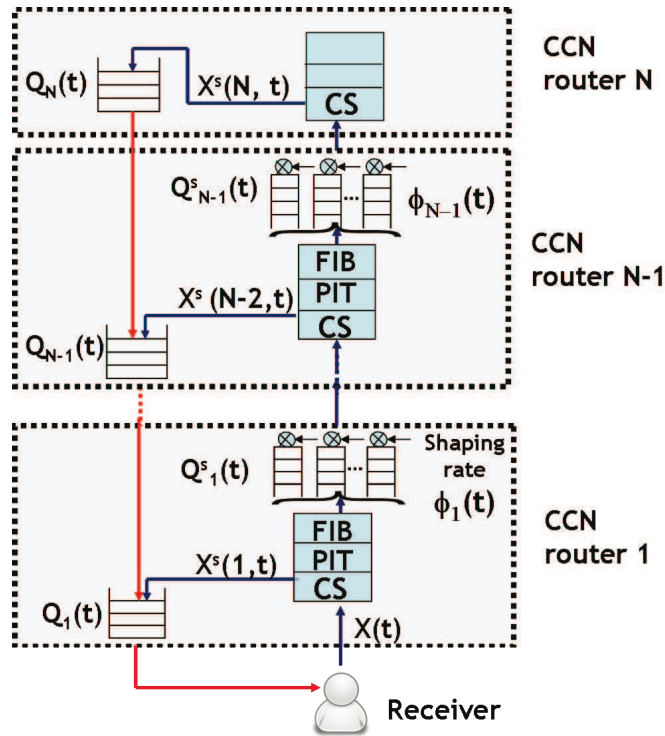 CCN
router N
Q_N(t)
X^s(N, t)
CS
Q^s_{N-1}(t)
...
ϕ_{N-1}(t)
CCN
router N-1
FIB
PIT
CS
X^s (N-2,t)
Q_{N-1}(t)
Q^s_1(t)
...
Shaping
rate
ϕ_1(t)
CCN
router 1
FIB
PIT
CS
X^s(1,t)
Q_1(t)
X(t)
Receiver